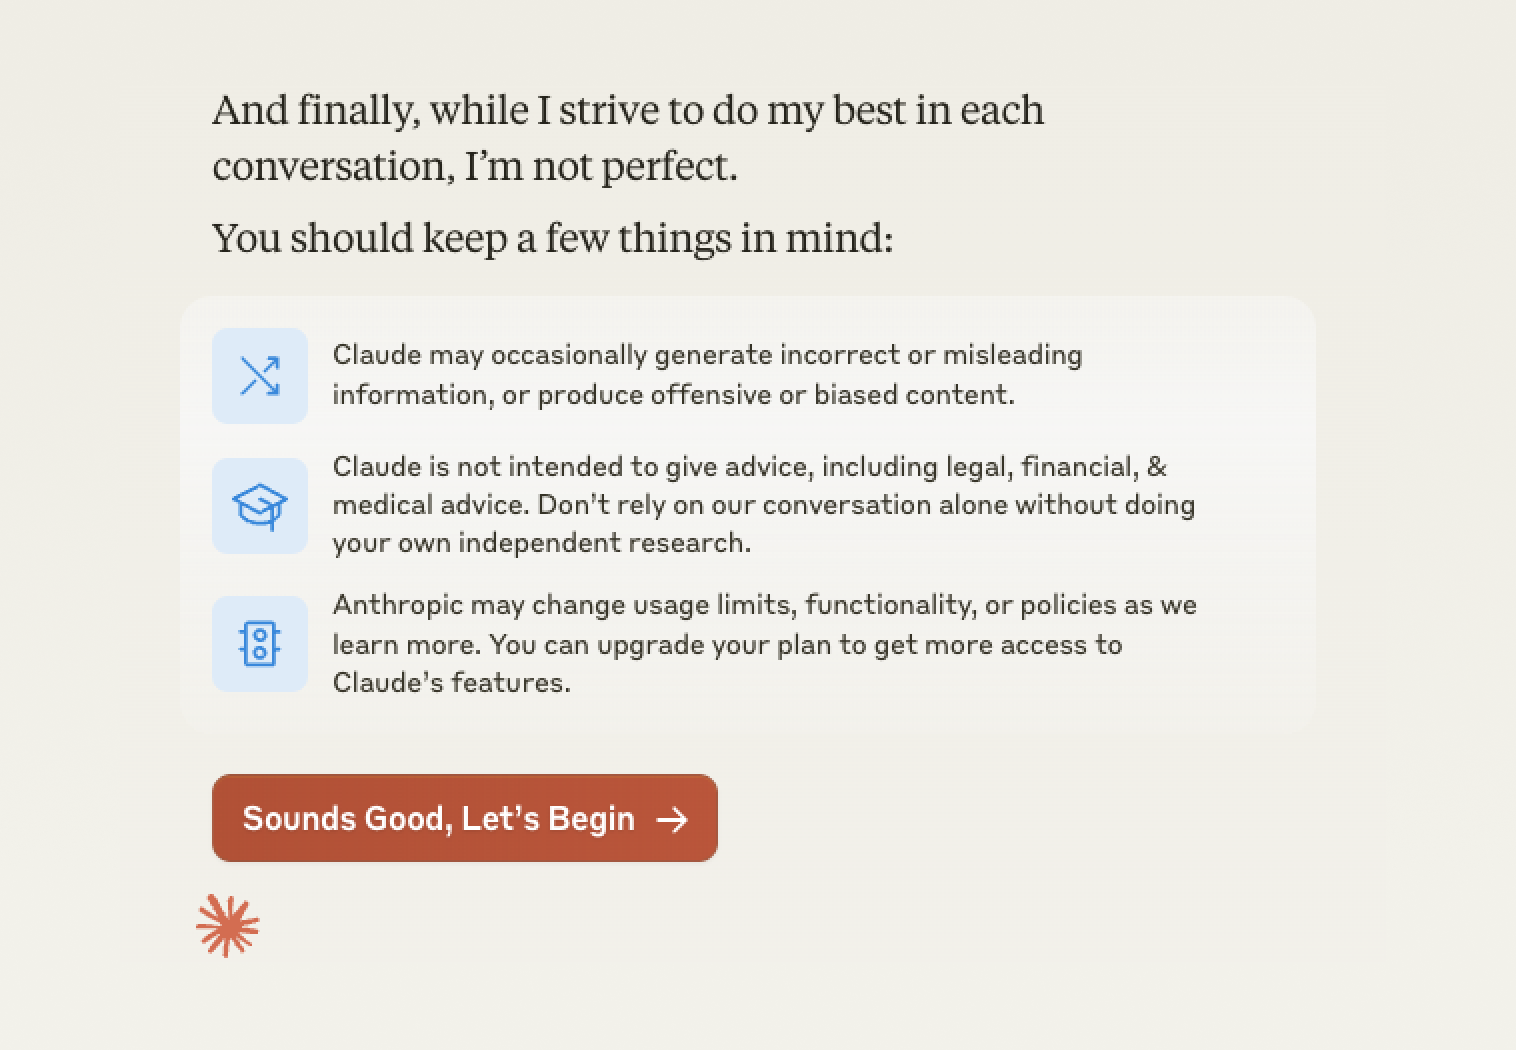 And finally, while I strive to do my best in each
conversation, I’m not perfect.
You should keep a few things in mind:
Claude may occasionally generate incorrect or misleading
information, or produce offensive or biased content.
Claude is not intended to give advice, including legal, financial, &
medical advice. Don’t rely on our conversation alone without doing
your own independent research.
Anthropic may change usage limits, functionality, or policies as we
learn more. You can upgrade your plan to get more access to
Claude’s features.
Sounds Good, Let’s Begin →